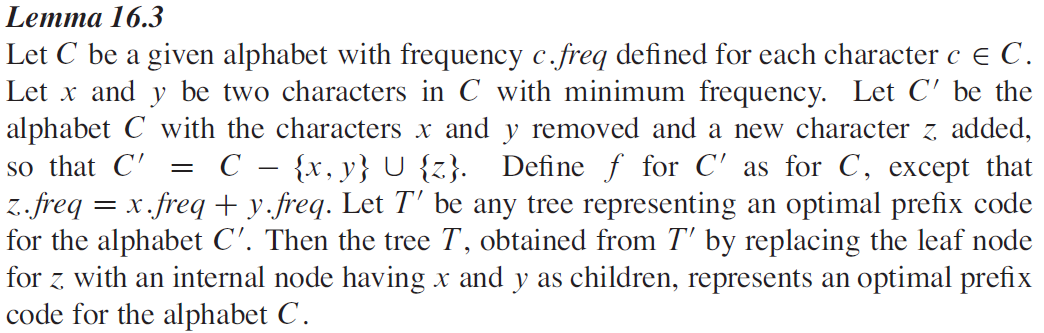 Lemma 16.3
Let C be a given alphabet with frequency c.freq defined for each character c ∈ C.
Let x and y be two characters in C with minimum frequency. Let C′ be the
alphabet C with the characters x and y removed and a new character z added,
so that C′ = C − {x, y} ∪ {z}. Define f for C′ as for C, except that
z.freq = x.freq + y.freq. Let T′ be any tree representing an optimal prefix code
for the alphabet C′. Then the tree T, obtained from T′ by replacing the leaf node
for z with an internal node having x and y as children, represents an optimal prefix
code for the alphabet C.